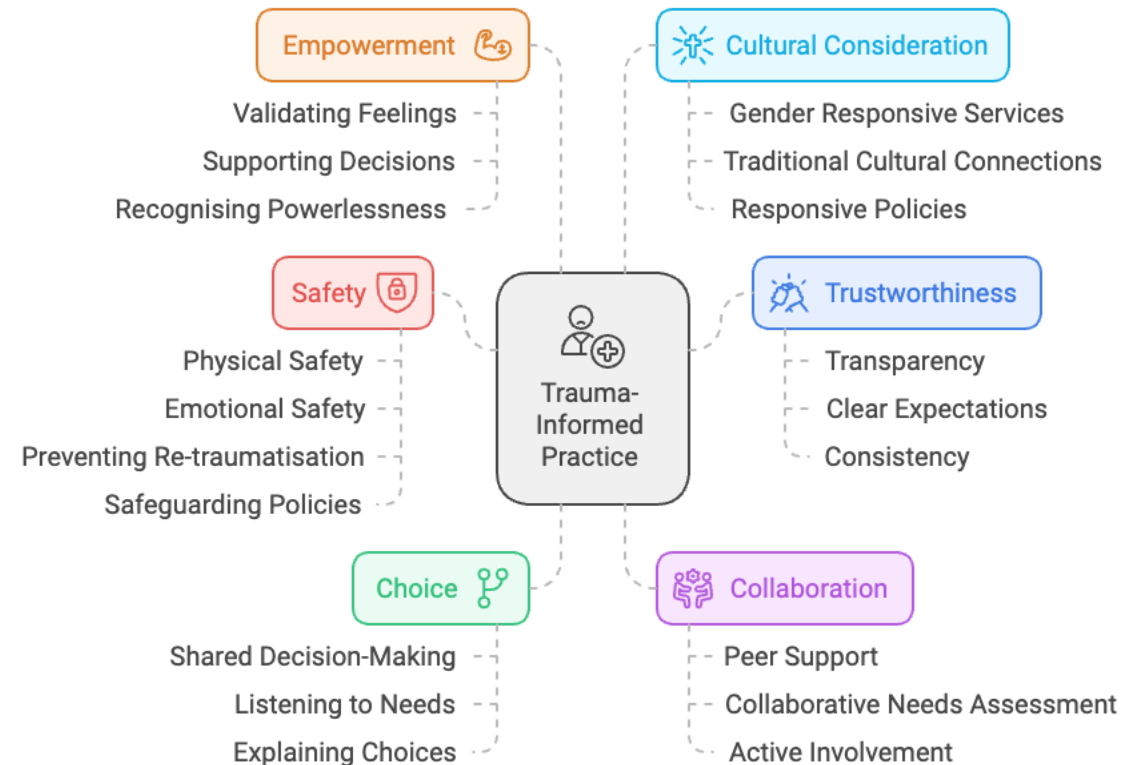 Empowerment
Validating Feelings
Supporting Decisions
Recognising Powerlessness
Cultural Consideration
Gender Responsive Services
Traditional Cultural Connections
Responsive Policies
Safety
Physical Safety
Emotional Safety
Preventing Re-traumatisation
Safeguarding Policies
Trauma-
Informed
Practice
Trustworthiness
Transparency
Clear Expectations
Consistency
Choice
Shared Decision-Making
Listening to Needs
Explaining Choices
Collaboration
Peer Support
Collaborative Needs Assessment
Active Involvement